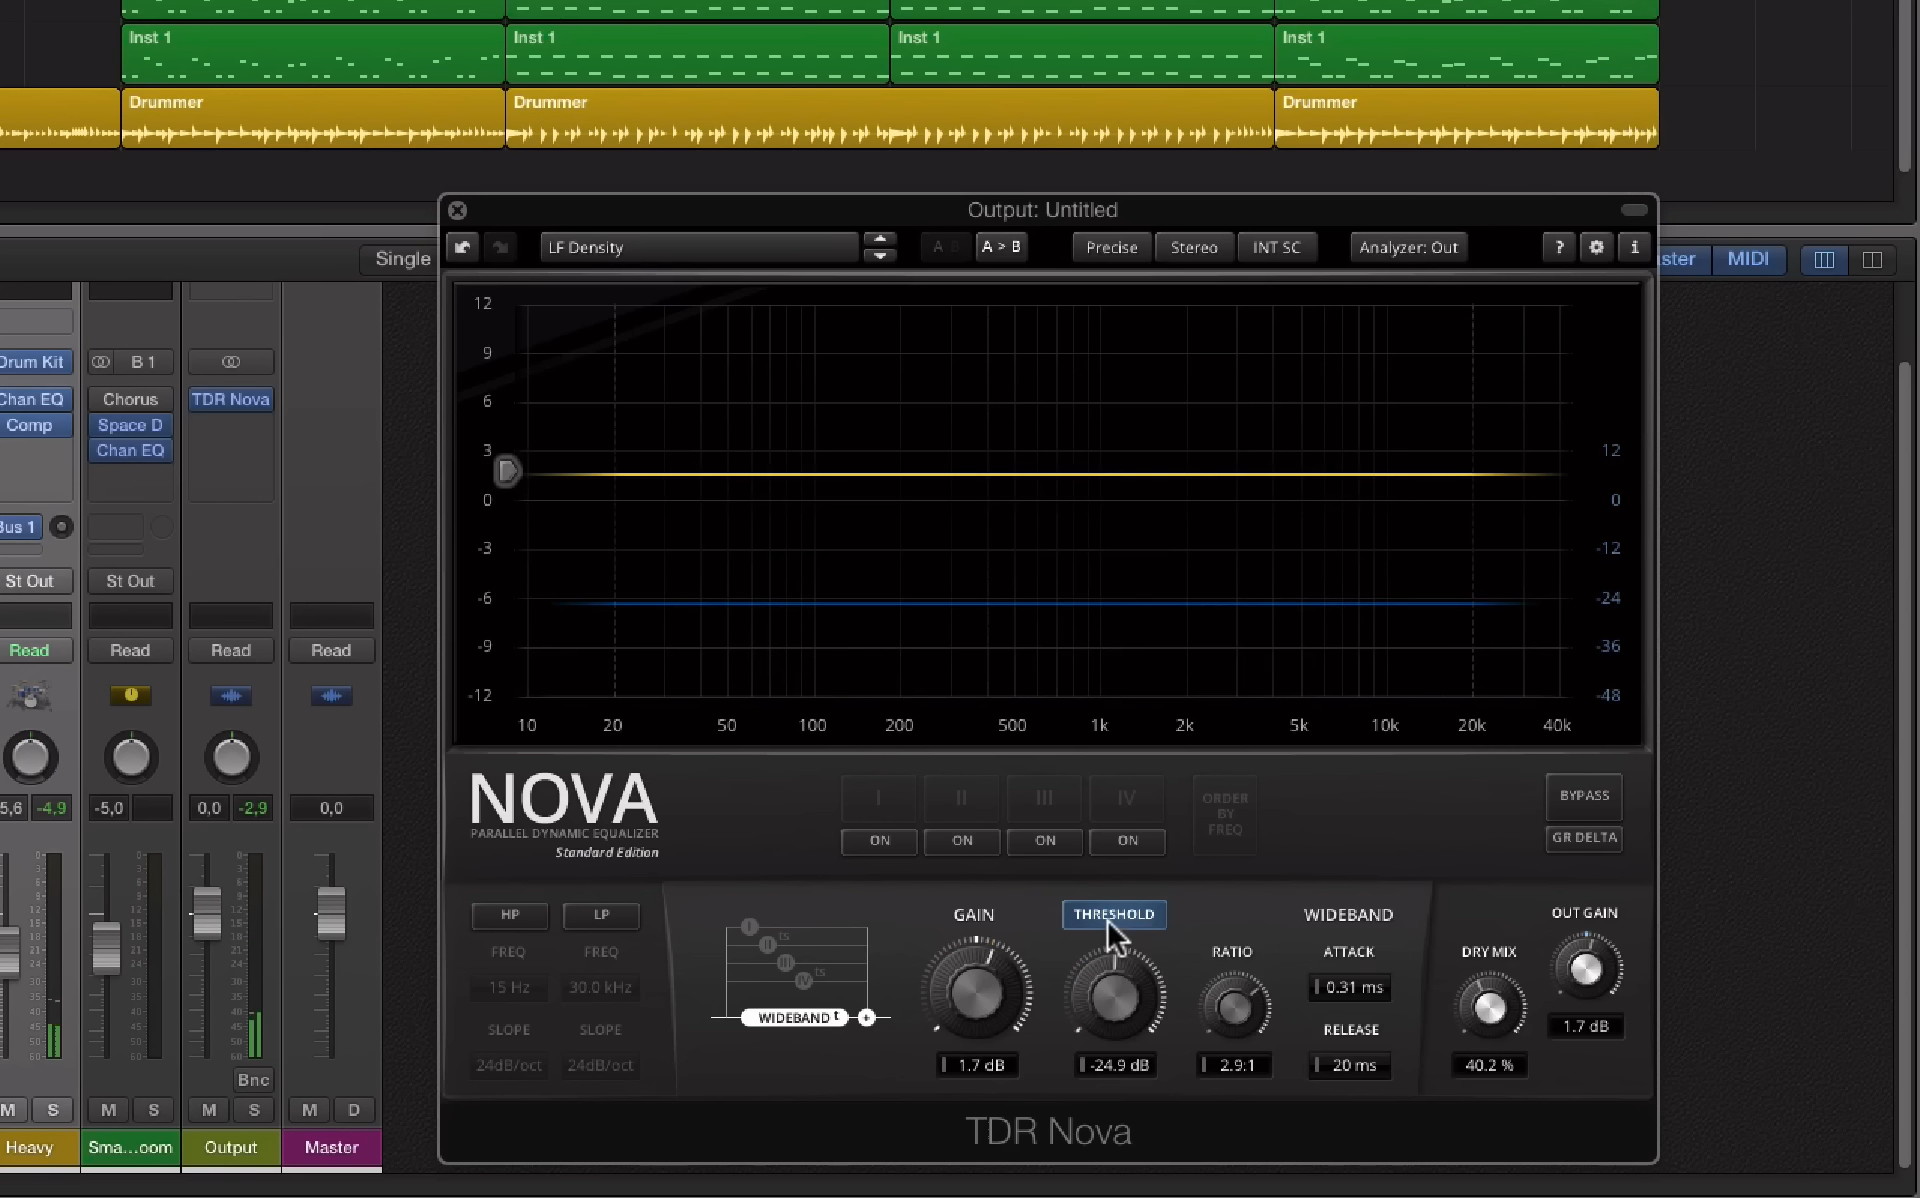 Inst 1 Inst 1 Inst 1 Inst 1
Drummer Drummer Drummer
Output: Untitled
LF Density A B A > B Precise Stereo INT SC Analyzer: Out ? i
Single
ster MIDI
12
9
6
3
0
-3
-6
-9
-12
12
0
-12
-24
-36
-48
10 20 50 100 200 500 1k 2k 5k 10k 20k 40k
Drum Kit B 1
Chan EQ Chorus TDR Nova
Comp Space D
Chan EQ
Bus 1
St Out St Out
Read Read Read Read
5,6 -4,9 -5,0 0,0 -2,9 0,0
Bnc
M S M S M S M D
Heavy Sma...oom Output Master
NOVA
PARALLEL DYNAMIC EQUALIZER
Standard Edition
I II III IV
ON ON ON ON
ORDER
BY
FREQ
BYPASS
GR DELTA
HP LP
FREQ FREQ
15 Hz 30.0 kHz
SLOPE SLOPE
24dB/oct 24dB/oct
I
II ts
III
IV ts
WIDEBAND t +
GAIN
1.7 dB
THRESHOLD
-24.9 dB
RATIO
2.9:1
WIDEBAND
ATTACK
0.31 ms
RELEASE
20 ms
DRY MIX
40.2 %
OUT GAIN
1.7 dB
TDR Nova